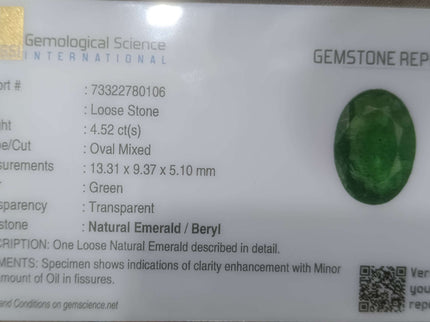 Gemological Science
INTERNATIONAL
GEMSTONE REP
ort # : 73322780106
: Loose Stone
ght : 4.52 ct(s)
e/Cut : Oval Mixed
surements : 13.31 x 9.37 x 5.10 mm
r : Green
sparency : Transparent
stone : Natural Emerald / Beryl
CRIPTION: One Loose Natural Emerald described in detail.
MENTS: Specimen shows indications of clarity enhancement with Minor
mount of Oil in fissures.
Ver
you
repo
and Conditions on gemscience.net